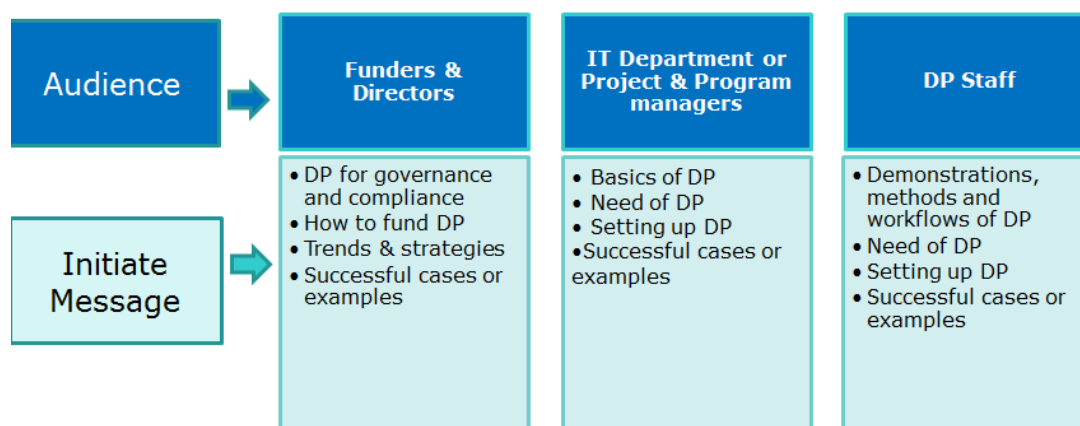 Audience
Funders &
Directors
IT Department or
Project & Program
managers
DP Staff
Initiate
Message
• DP for governance
and compliance
• How to fund DP
• Trends & strategies
• Successful cases or
examples
• Basics of DP
• Need of DP
• Setting up DP
•Successful cases or
examples
• Demonstrations,
methods and
workflows of DP
• Need of DP
• Setting up DP
• Successful cases or
examples